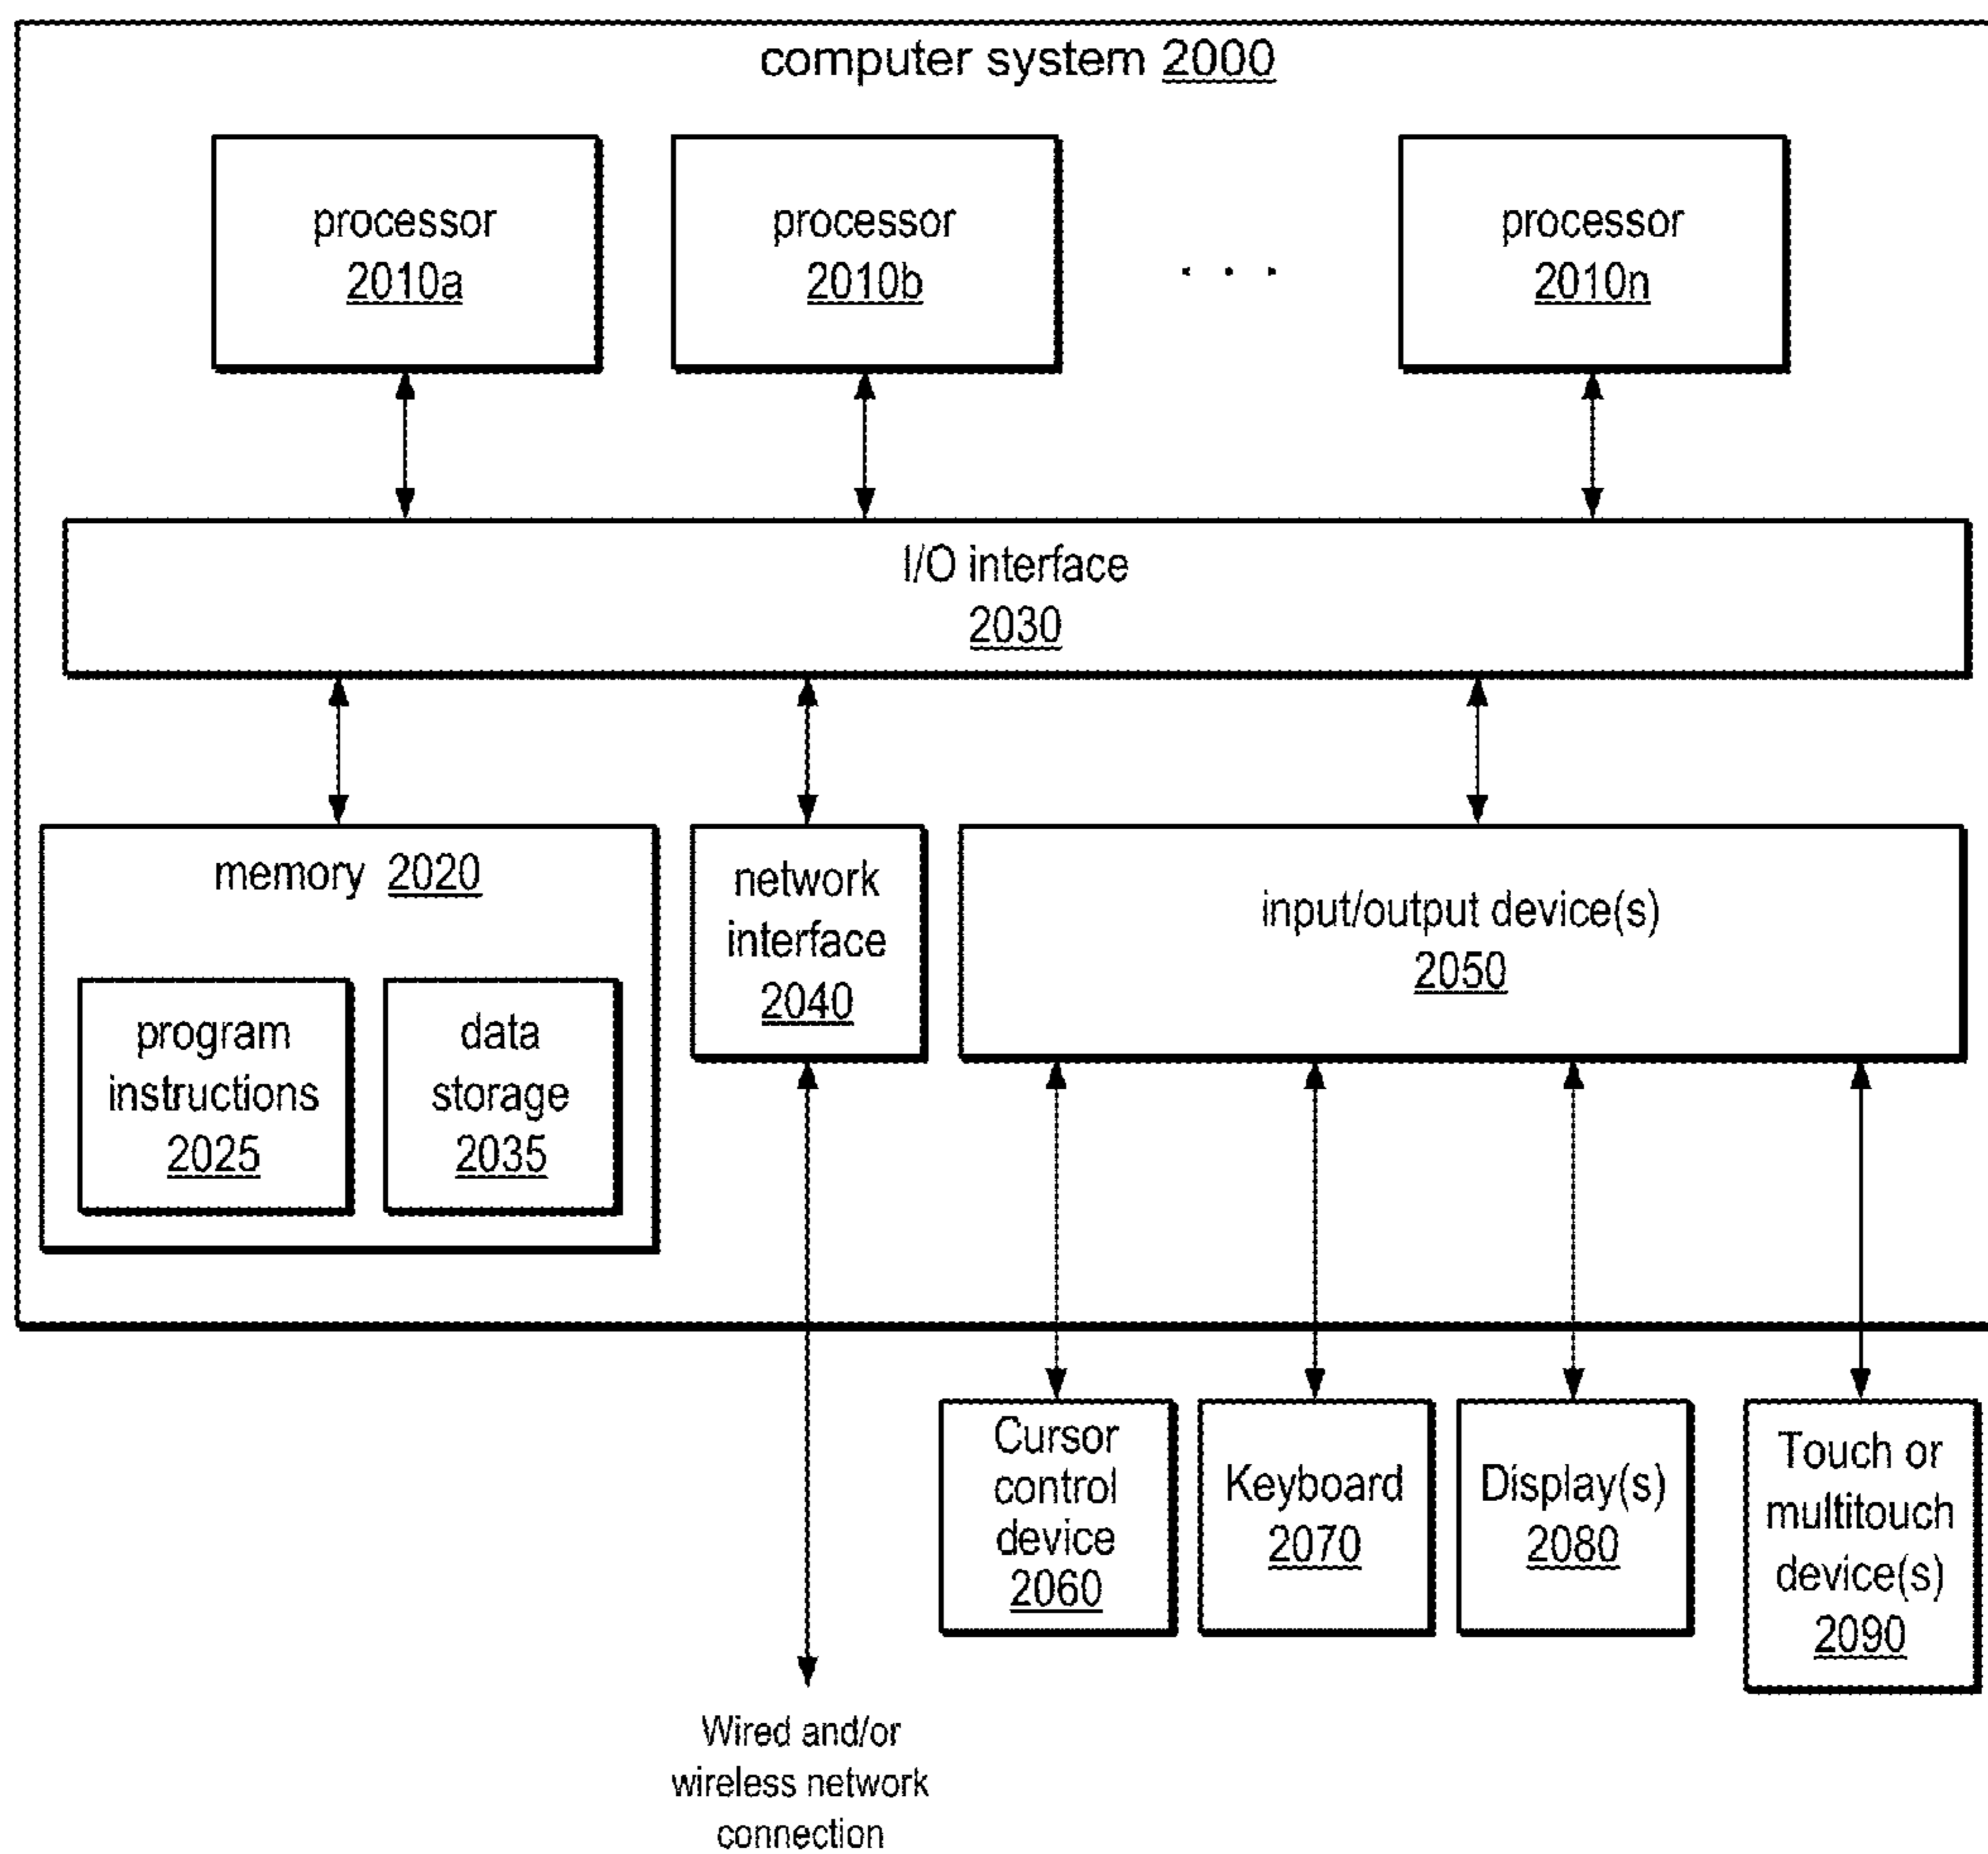 computer system 2000
processor
2010a
processor
2010b
. . .
processor
2010n
I/O interface
2030
memory 2020
program
instructions
2025
data
storage
2035
network
interface
2040
input/output device(s)
2050
Cursor
control
device
2060
Keyboard
2070
Display(s)
2080
Touch or
multitouch
device(s)
2090
Wired and/or
wireless network
connection